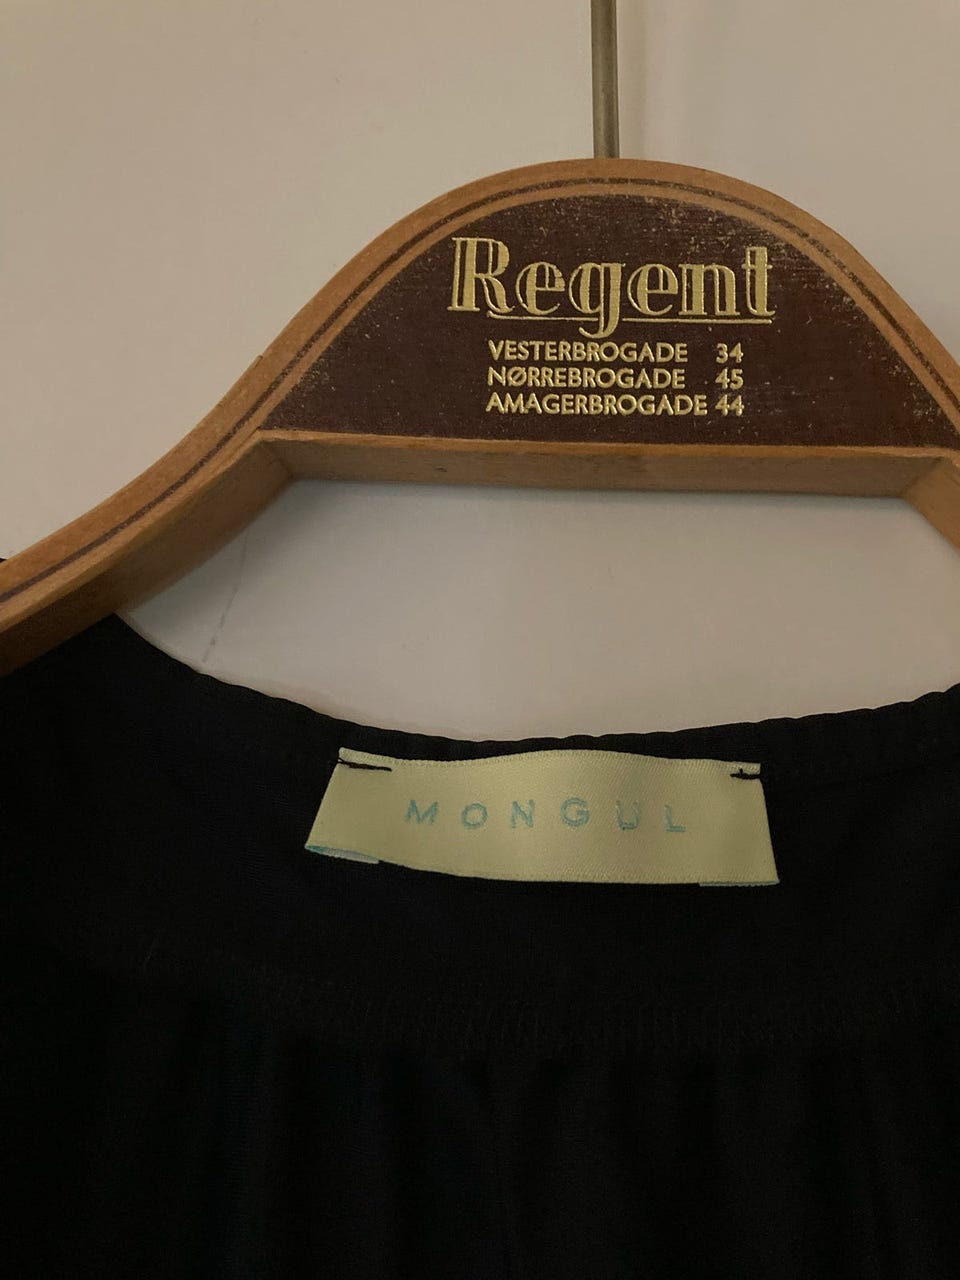 Regent
VESTERBROGADE 34
NØRREBROGADE 45
AMAGERBROGADE 44
MONGUL